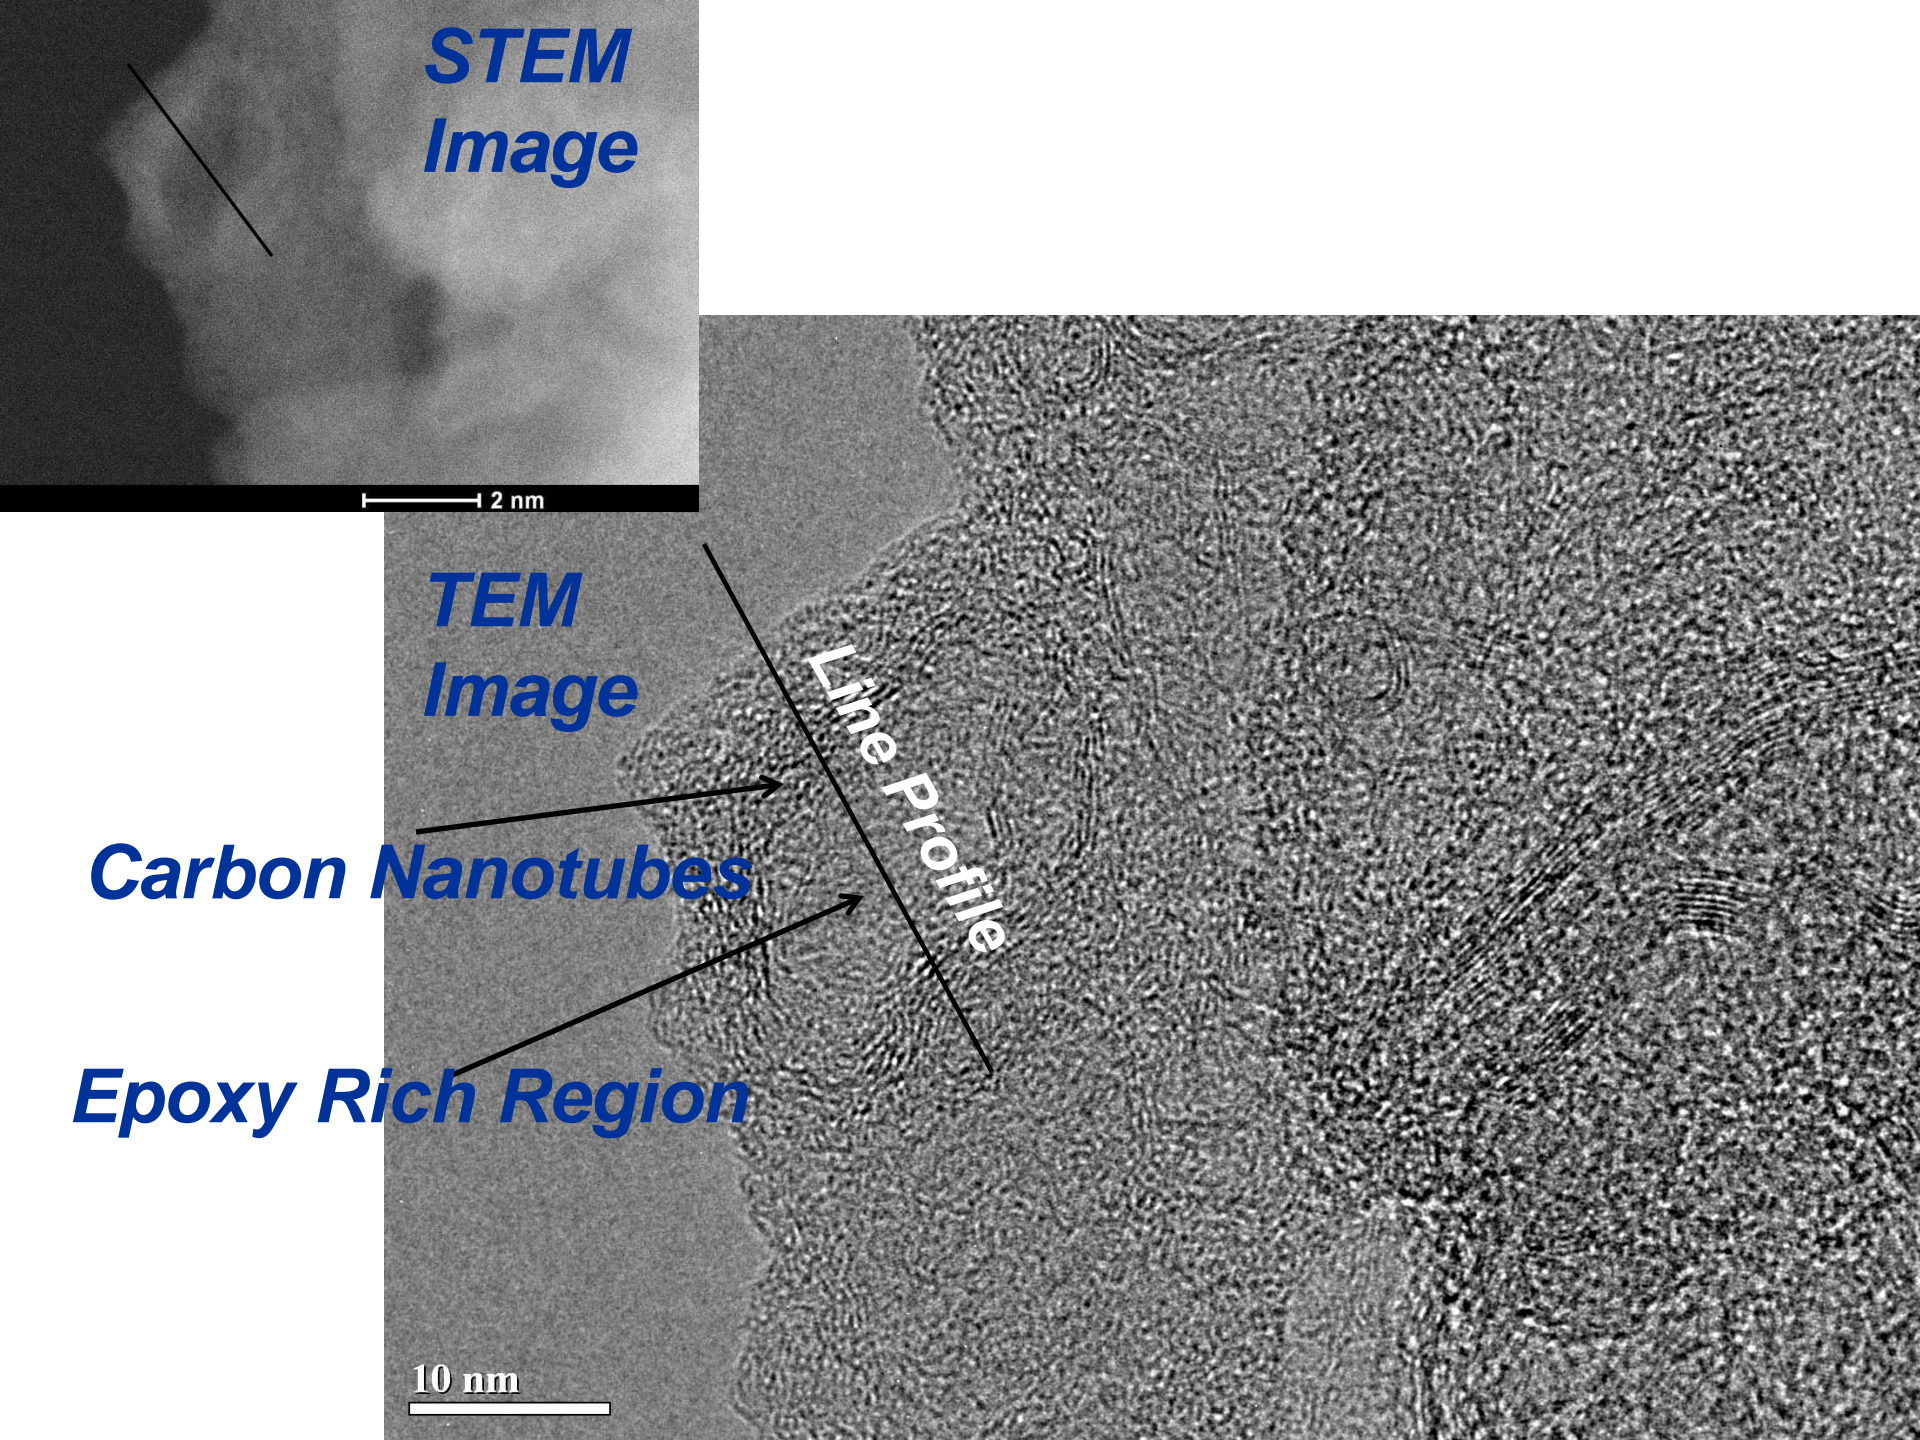 STEM
Image
2 nm
TEM
Image
Line Profile
Carbon Nanotubes
Epoxy Rich Region
10 nm